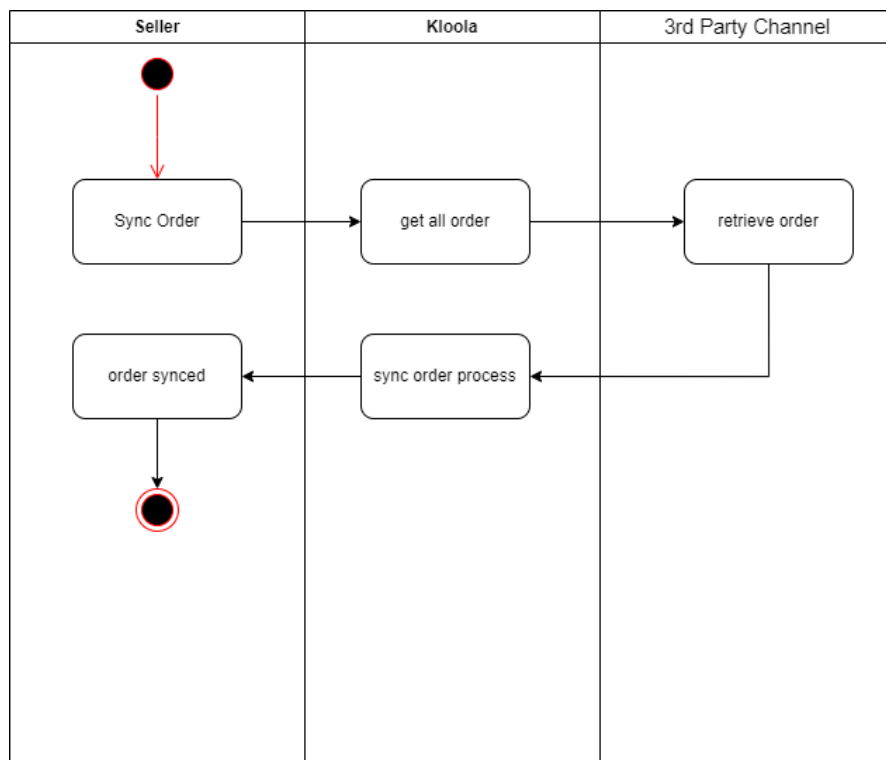 Seller
Kloola
3rd Party Channel
Sync Order
get all order
retrieve order
order synced
sync order process